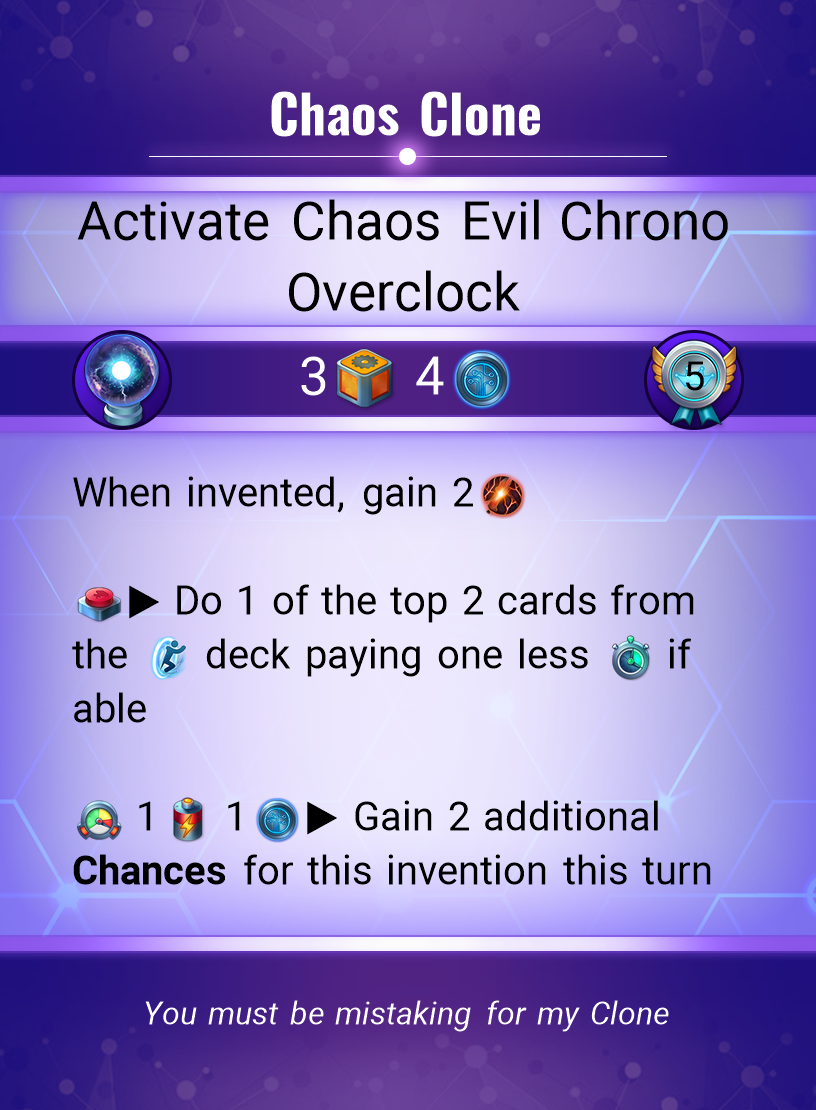 Chaos Clone
Activate Chaos Evil Chrono
Overclock
3 4 5
When invented, gain 2
Do 1 of the top 2 cards from
the deck paying one less if
able
1 1 Gain 2 additional
Chances for this invention this turn
You must be mistaking for my Clone